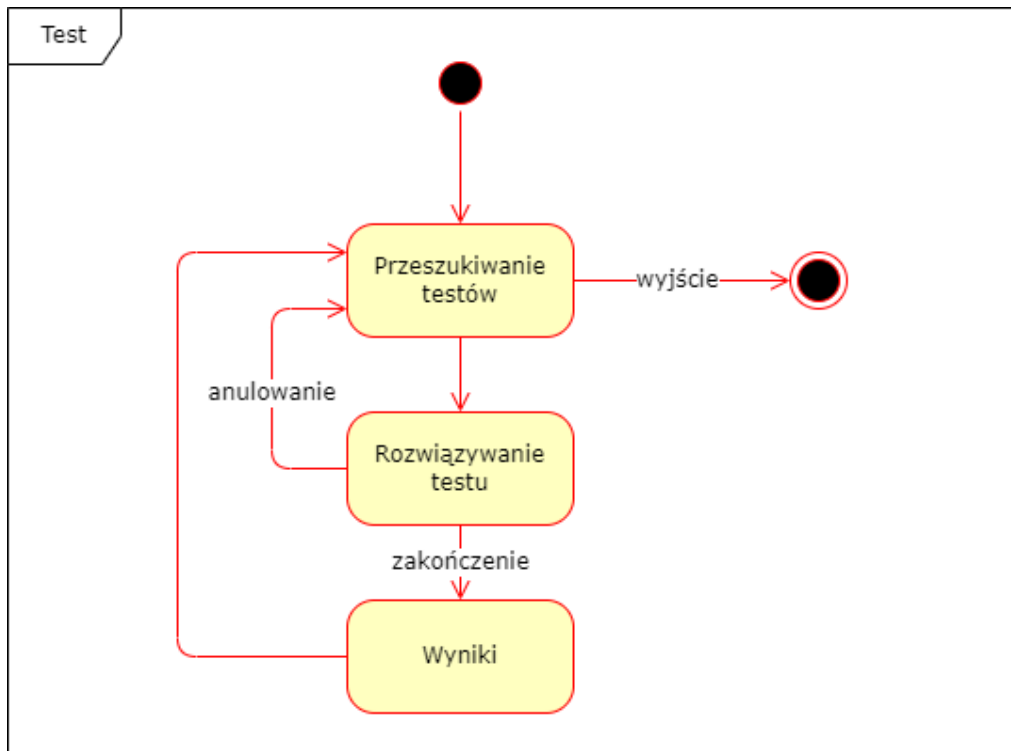 Test
Przeszukiwanie
testów
wyjście
anulowanie
Rozwiązywanie
testu
zakończenie
Wyniki